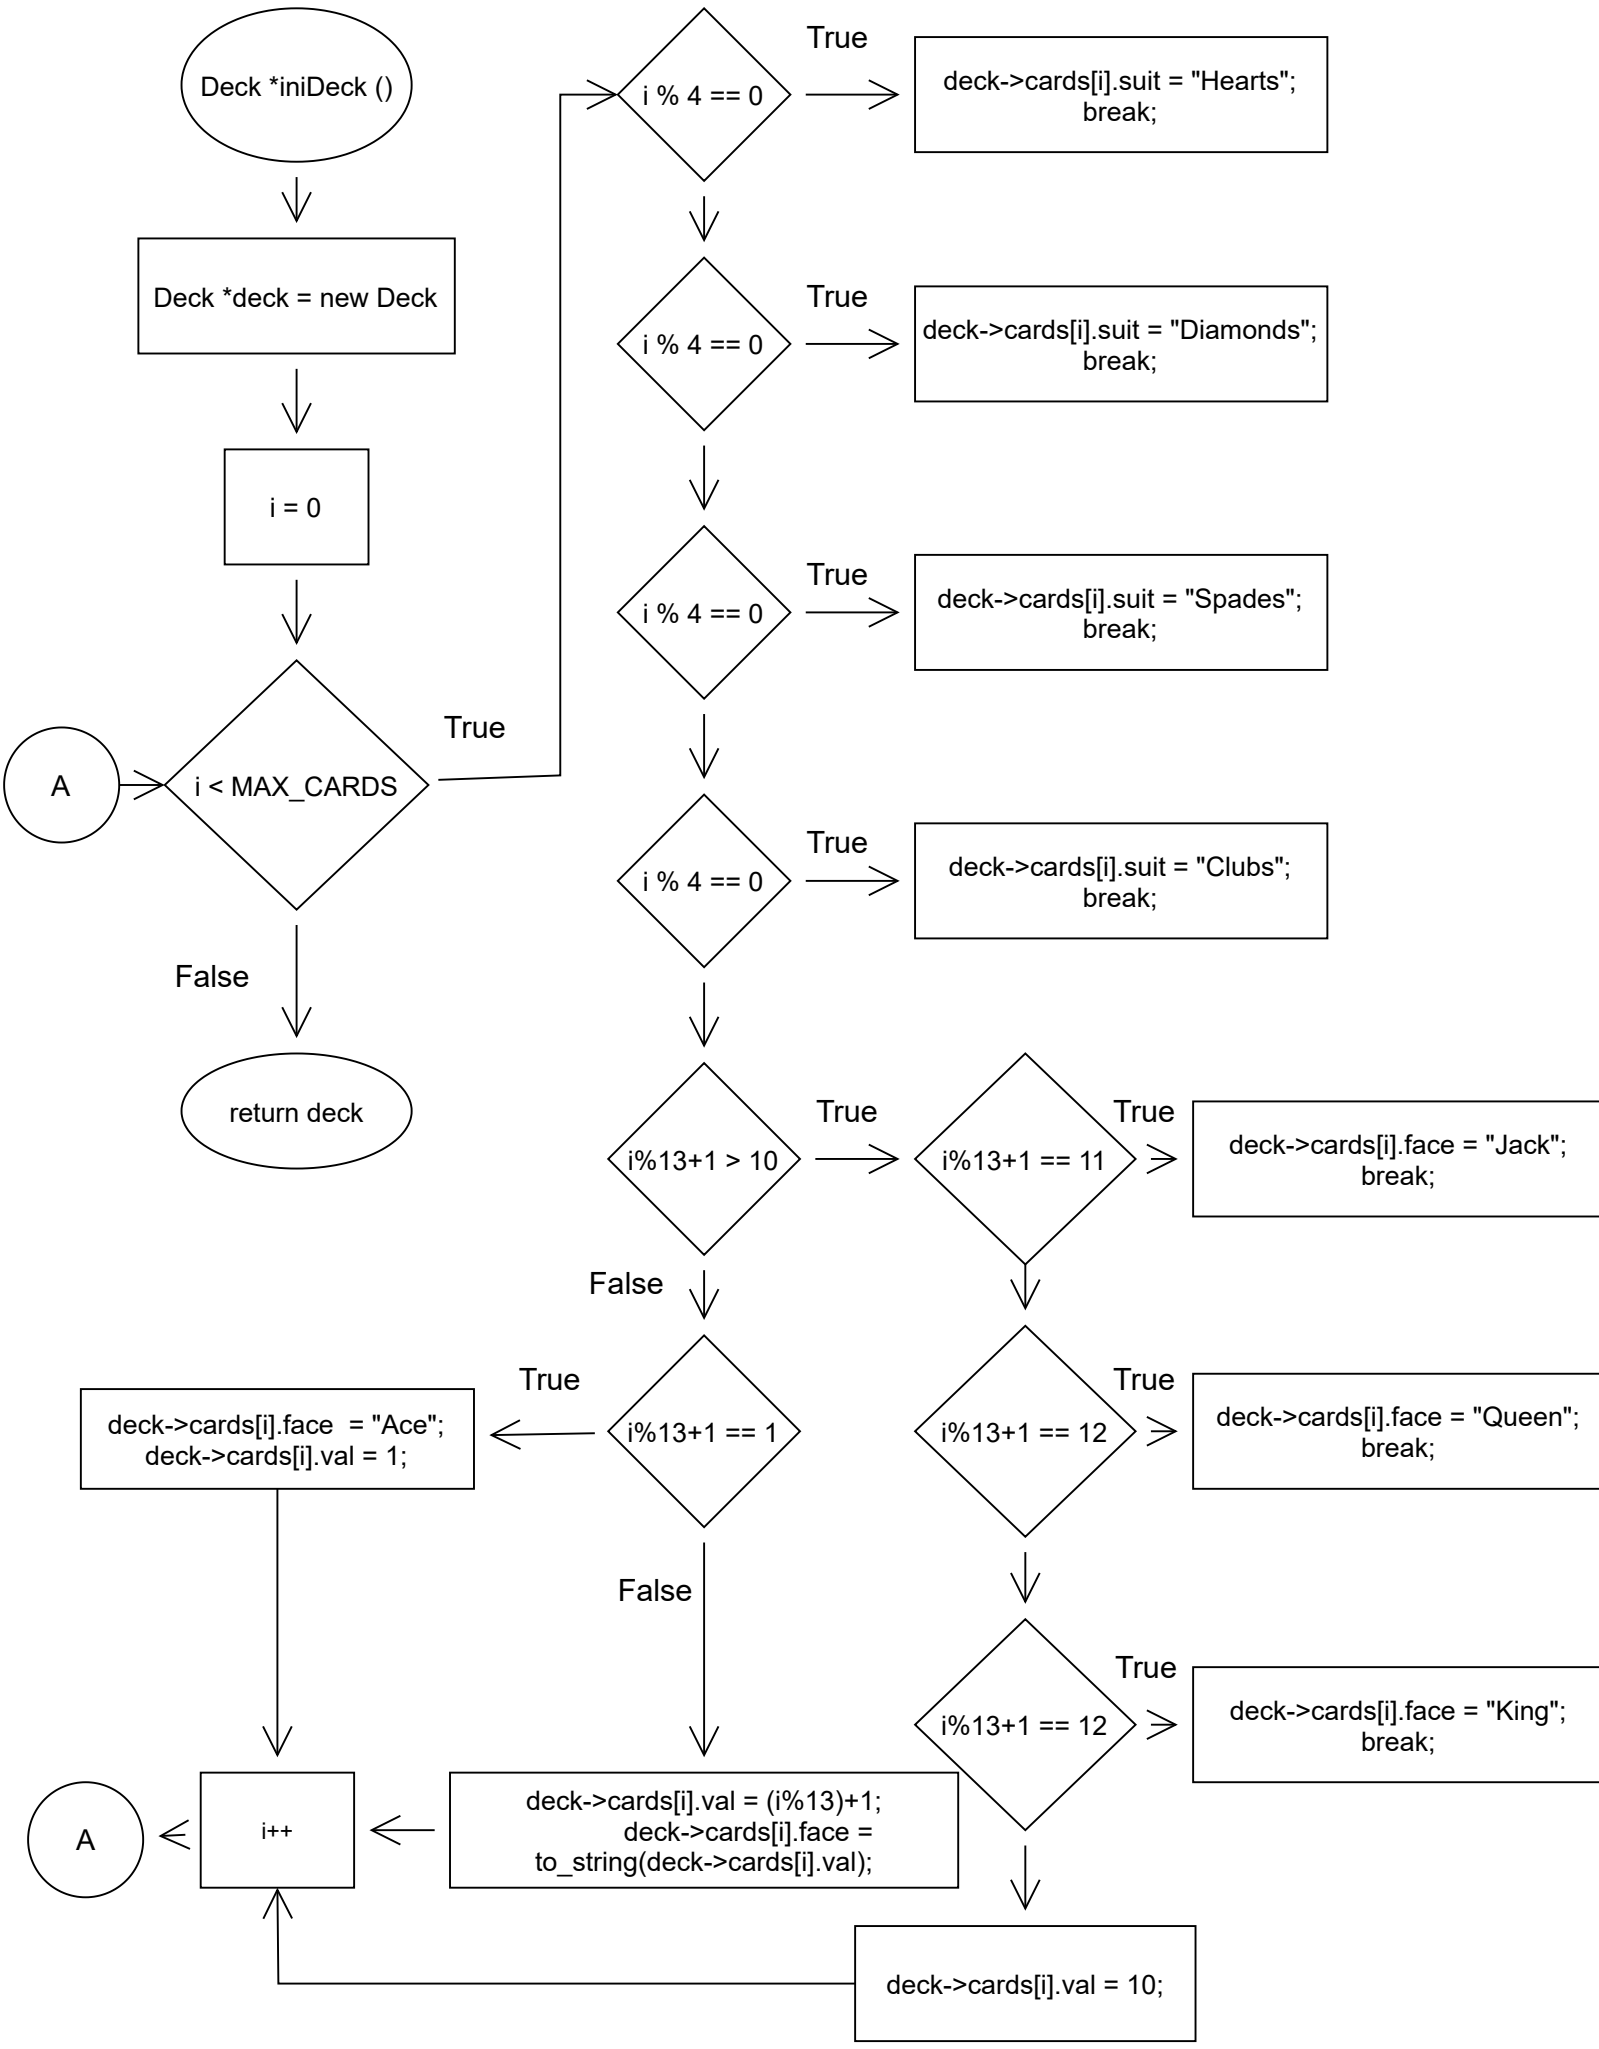 Deck *iniDeck ()
Deck *deck = new Deck
i = 0
A
i < MAX_CARDS
True
False
return deck
i % 4 == 0
True
deck->cards[i].suit = "Hearts";
break;
i % 4 == 0
True
deck->cards[i].suit = "Diamonds";
break;
i % 4 == 0
True
deck->cards[i].suit = "Spades";
break;
i % 4 == 0
True
deck->cards[i].suit = "Clubs";
break;
i%13+1 > 10
True
False
i%13+1 == 11
True
deck->cards[i].face = "Jack";
break;
i%13+1 == 12
True
deck->cards[i].face = "Queen";
break;
i%13+1 == 12
True
deck->cards[i].face = "King";
break;
deck->cards[i].val = 10;
i%13+1 == 1
True
deck->cards[i].face  = "Ace";
deck->cards[i].val = 1;
False
deck->cards[i].val = (i%13)+1;
deck->cards[i].face =
to_string(deck->cards[i].val);
i++
A